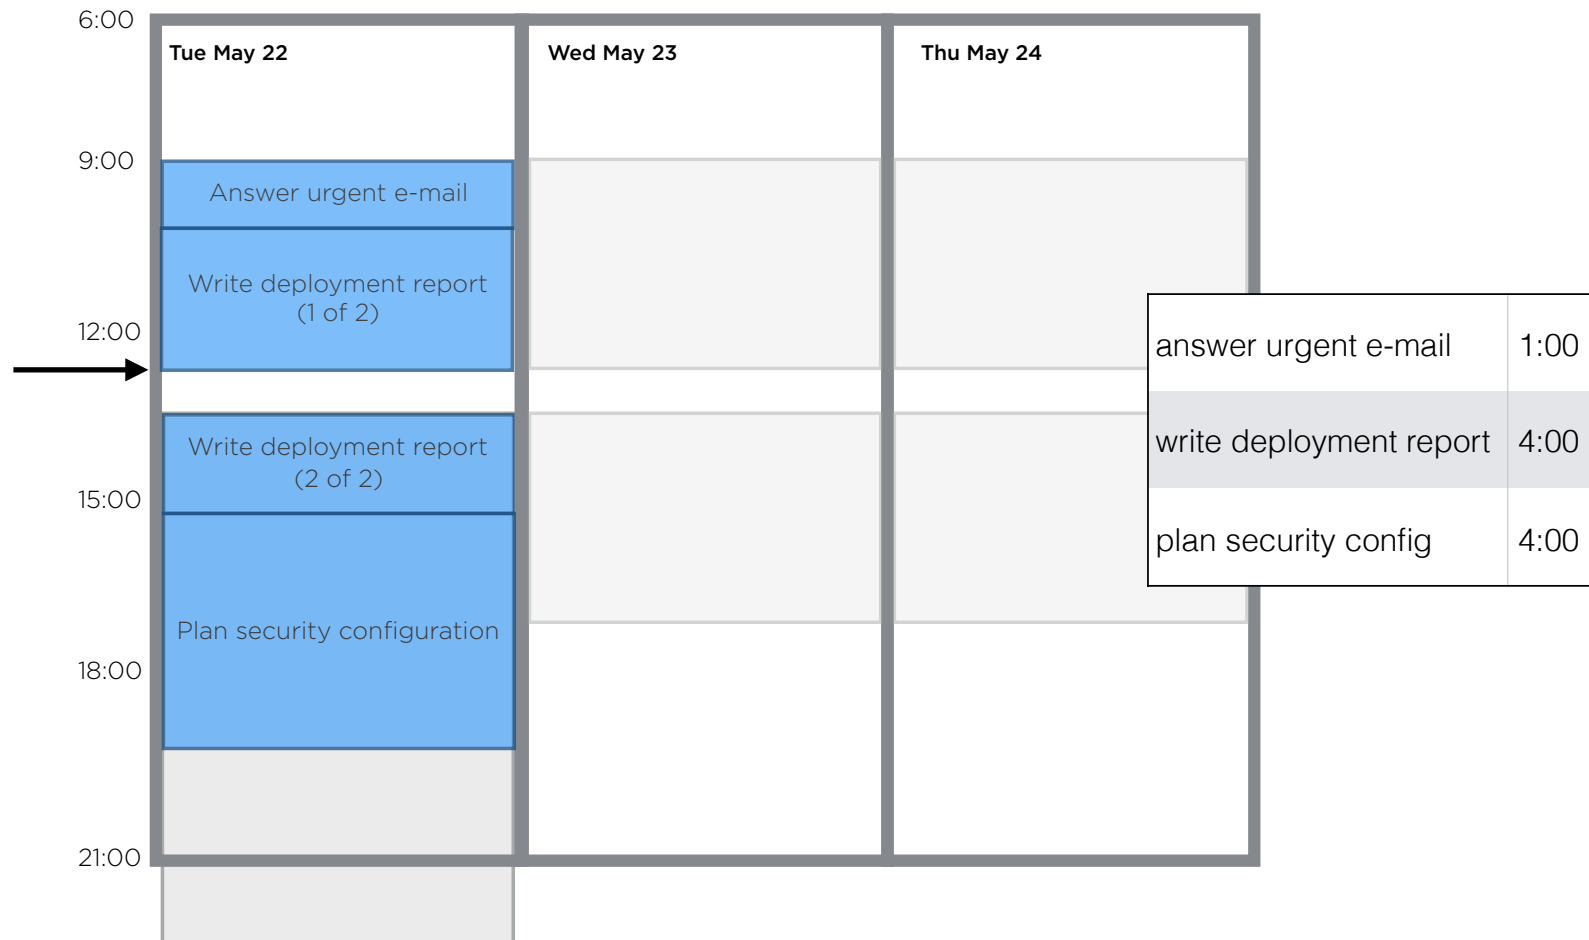 6:00
Tue May 22
Wed May 23
Thu May 24
9:00
Answer urgent e-mail
Write deployment report
(1 of 2)
12:00
answer urgent e-mail 1:00
Write deployment report
(2 of 2)
write deployment report 4:00
15:00
plan security config 4:00
Plan security configuration
18:00
21:00